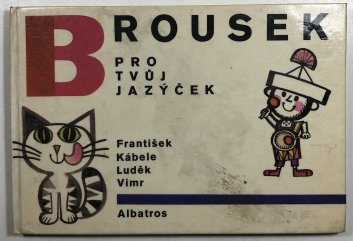 BROUSEK
PRO
TVŮJ
JAZÝČEK
František
Kábele
Luděk
Vimr
Albatros